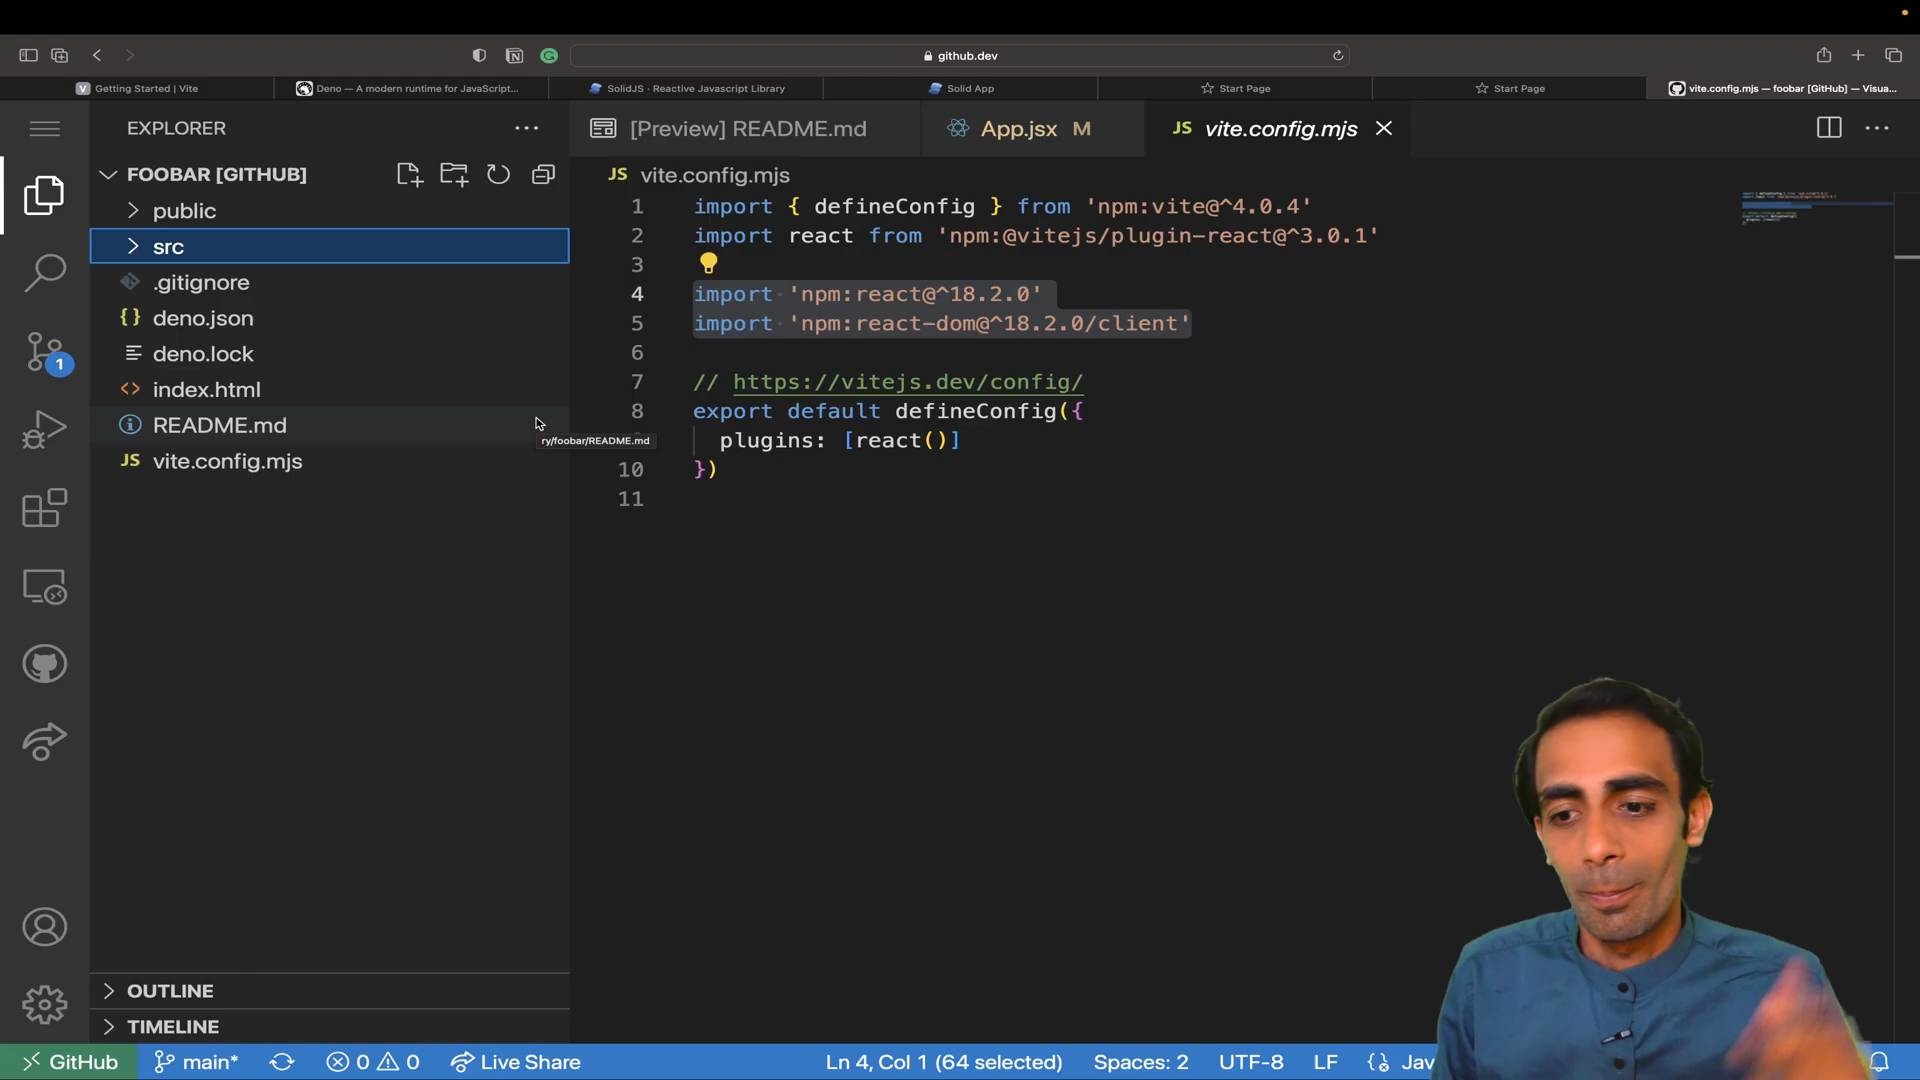 github.dev
Getting Started | Vite
Deno — A modern runtime for JavaScript...
SolidJS · Reactive Javascript Library
Solid App
Start Page
Start Page
vite.config.mjs — foobar [GitHub] — Visua...
EXPLORER
FOOBAR [GITHUB]
public
src
.gitignore
deno.json
deno.lock
index.html
README.md
vite.config.mjs
ry/foobar/README.md
OUTLINE
TIMELINE
[Preview] README.md
App.jsx M
JS vite.config.mjs
JS vite.config.mjs
1 import { defineConfig } from 'npm:vite@^4.0.4'
2 import react from 'npm:@vitejs/plugin-react@^3.0.1'
3
4 import 'npm:react@^18.2.0'
5 import 'npm:react-dom@^18.2.0/client'
6
7 // https://vitejs.dev/config/
8 export default defineConfig({
plugins: [react()]
10 })
11
1
GitHub main* 0 0 Live Share Ln 4, Col 1 (64 selected) Spaces: 2 UTF-8 LF Jav